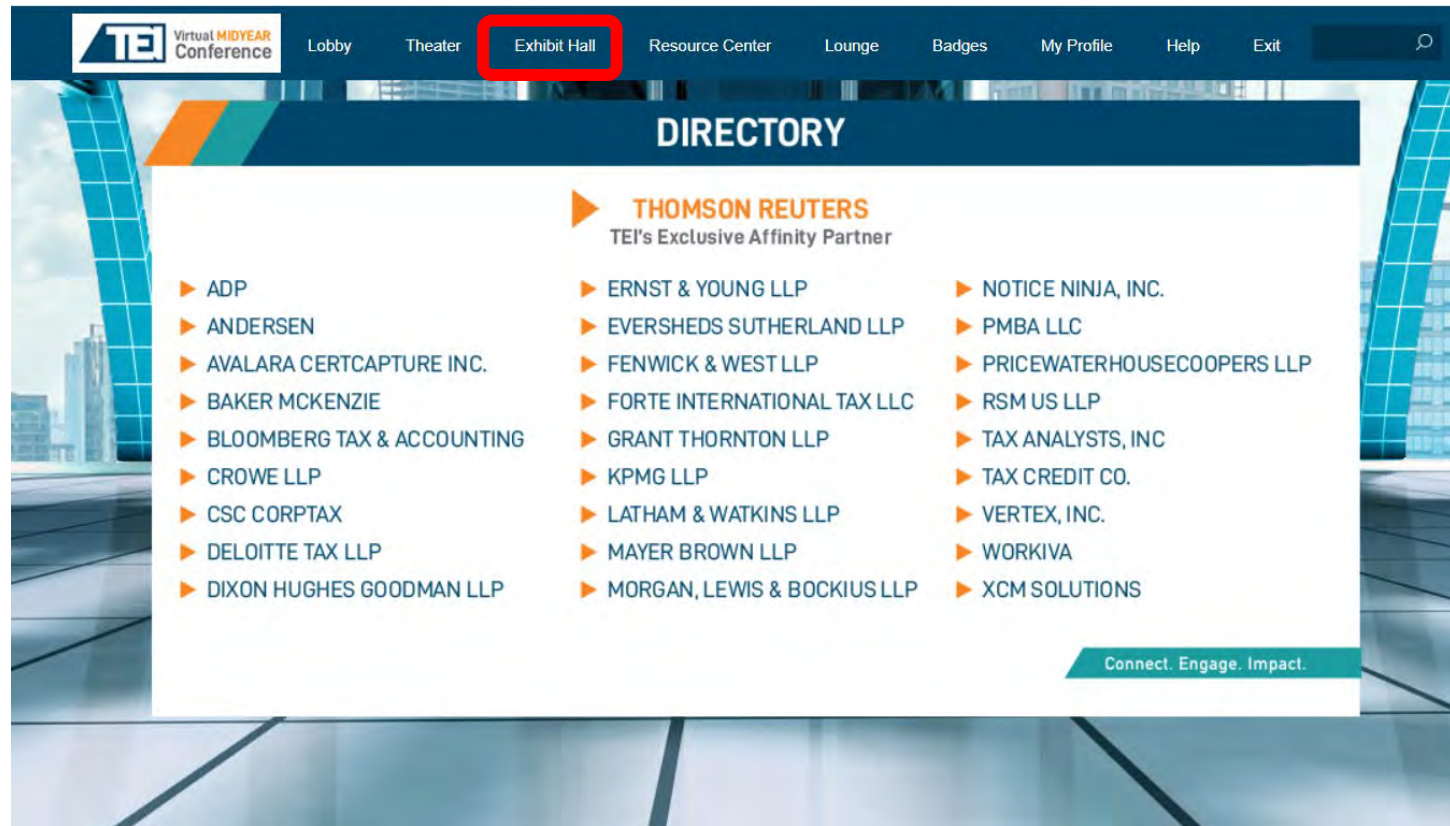 TEI Virtual MIDYEAR
Conference
Lobby Theater Exhibit Hall Resource Center Lounge Badges My Profile Help Exit
DIRECTORY
THOMSON REUTERS
TEI's Exclusive Affinity Partner
ADP
ANDERSEN
AVALARA CERTCAPTURE INC.
BAKER MCKENZIE
BLOOMBERG TAX & ACCOUNTING
CROWE LLP
CSC CORPTAX
DELOITTE TAX LLP
DIXON HUGHES GOODMAN LLP
ERNST & YOUNG LLP
EVERSHEDS SUTHERLAND LLP
FENWICK & WEST LLP
FORTE INTERNATIONAL TAX LLC
GRANT THORNTON LLP
KPMG LLP
LATHAM & WATKINS LLP
MAYER BROWN LLP
MORGAN, LEWIS & BOCKIUS LLP
NOTICE NINJA, INC.
PMBA LLC
PRICEWATERHOUSECOOPERS LLP
RSM US LLP
TAX ANALYSTS, INC
TAX CREDIT CO.
VERTEX, INC.
WORKIVA
XCM SOLUTIONS
Connect. Engage. Impact.